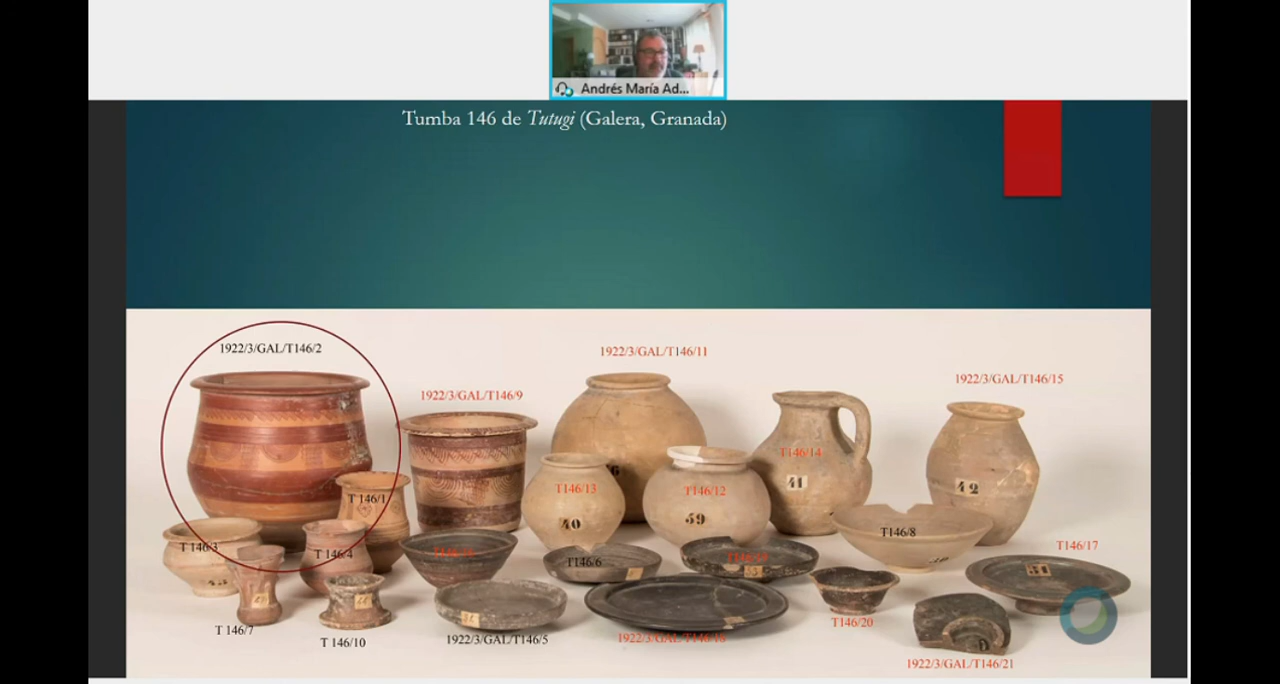 Andrés María Ad...
Tumba 146 de Tutugi (Galera, Granada)
1922/3/GAL/T146/2
1922/3/GAL/T146/11
1922/3/GAL/T146/15
1922/3/GAL/T146/9
T146/14
T146/13
T146/12
41
42
T 146/1
40
39
T146/8
T 146/3
T 146/4
T146/6
T146/17
T146/20
T 146/7
T 146/10
1922/3/GAL/T146/5
1922/3/GAL/T146/21